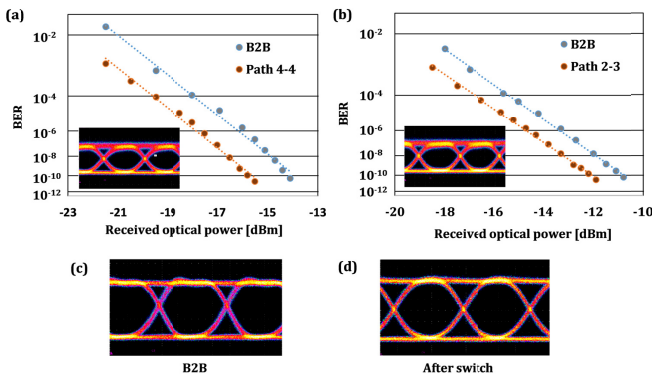 (a)
10-2
10-4
10-6
10-8
10-10
10-12
BER
B2B
Path 4-4
-21
-19
-17
-15
-13
Received optical power [dBm]
(b)
10-2
10-4
10-6
10-8
10-10
10-12
BER
B2B
Path 2-3
-20
-18
-16
-14
-12
-10
Received optical power [dBm]
(c)
B2B
(d)
After switch